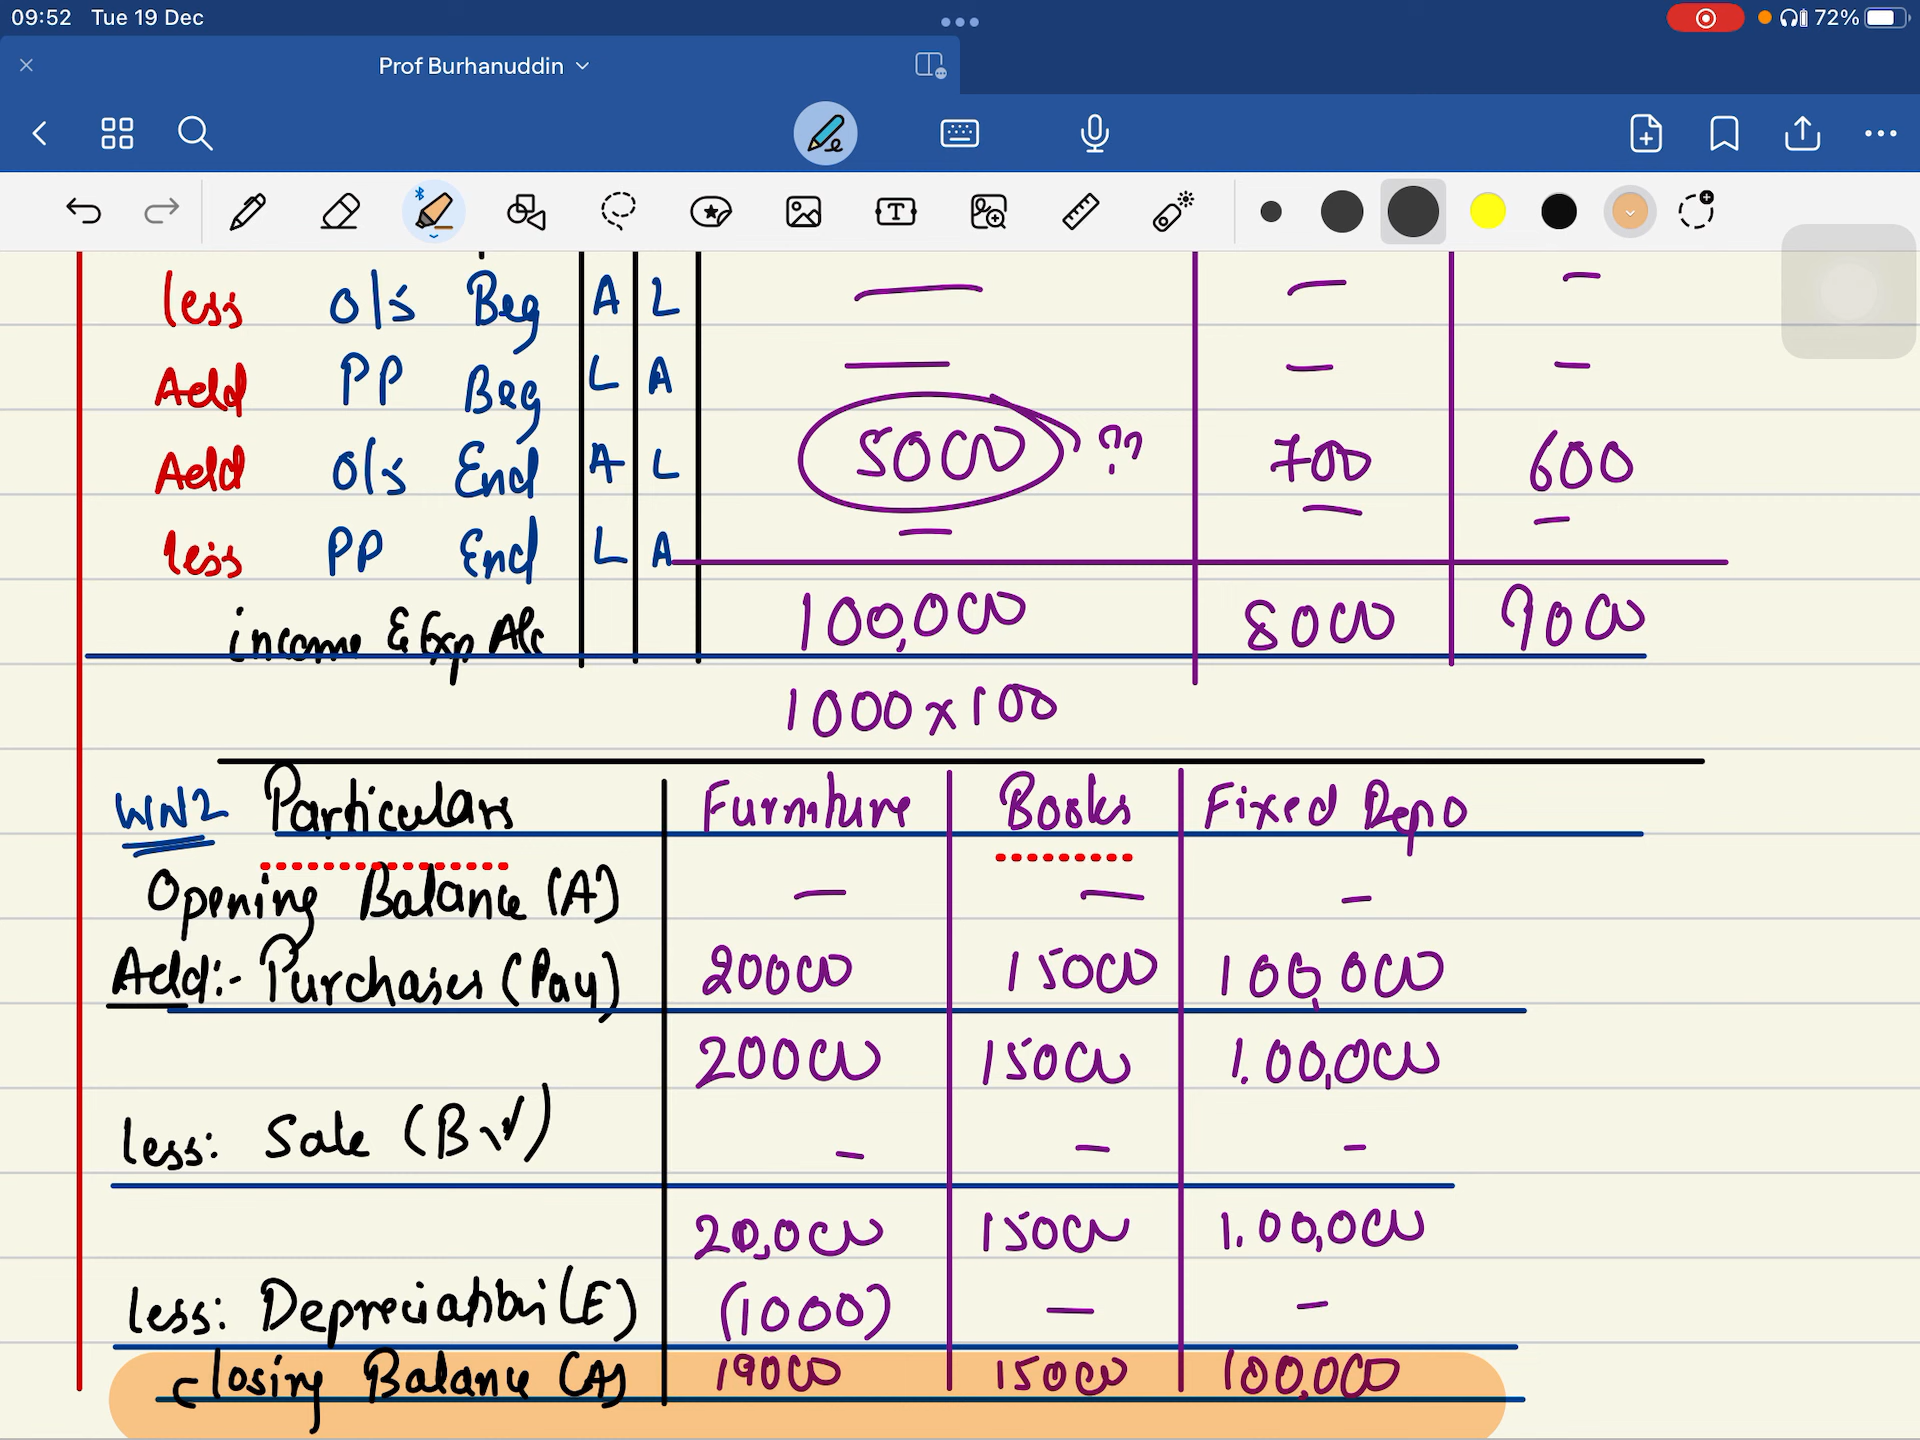 09:52 Tue 19 Dec
72%
Prof Burhanuddin
less O/s Beg A L — — —
Add PP Beg L A — — —
Add O/s End A L 5000 ?? 700 600
less PP End L A — — —
income & Exp A/c 100,000 8000 9000
1000 x 100
WN2 Particulars Furniture Books Fixed Depo
Opening Balance (A) — — —
Add:- Purchases (Pay) 20000 15000 100,000
20000 15000 1,00,000
less: Sale (BV) — — —
20,000 15000 1,00,000
less: Depreciation (E) (1000) — —
closing Balance (A) 19000 15000 100,000